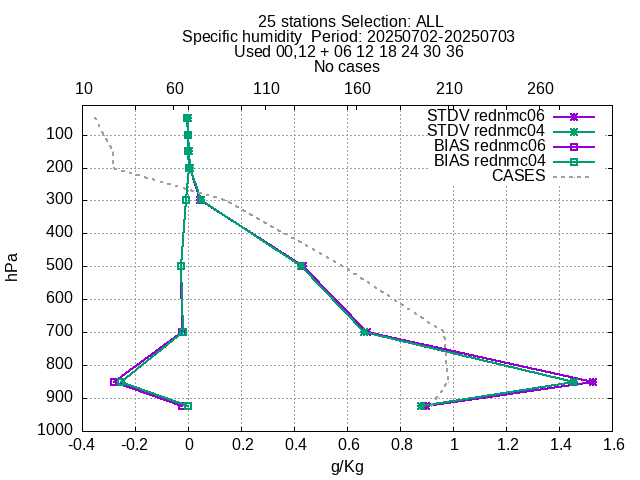 25 stations Selection: ALL
Specific humidity  Period: 20250702-20250703
Used 00,12 + 06 12 18 24 30 36
No cases
10 60 110 160 210 260
STDV rednmc06
STDV rednmc04
BIAS rednmc06
BIAS rednmc04
CASES
100
200
300
400
500
600
700
800
900
1000
hPa
-0.4 -0.2 0 0.2 0.4 0.6 0.8 1 1.2 1.4 1.6
g/Kg